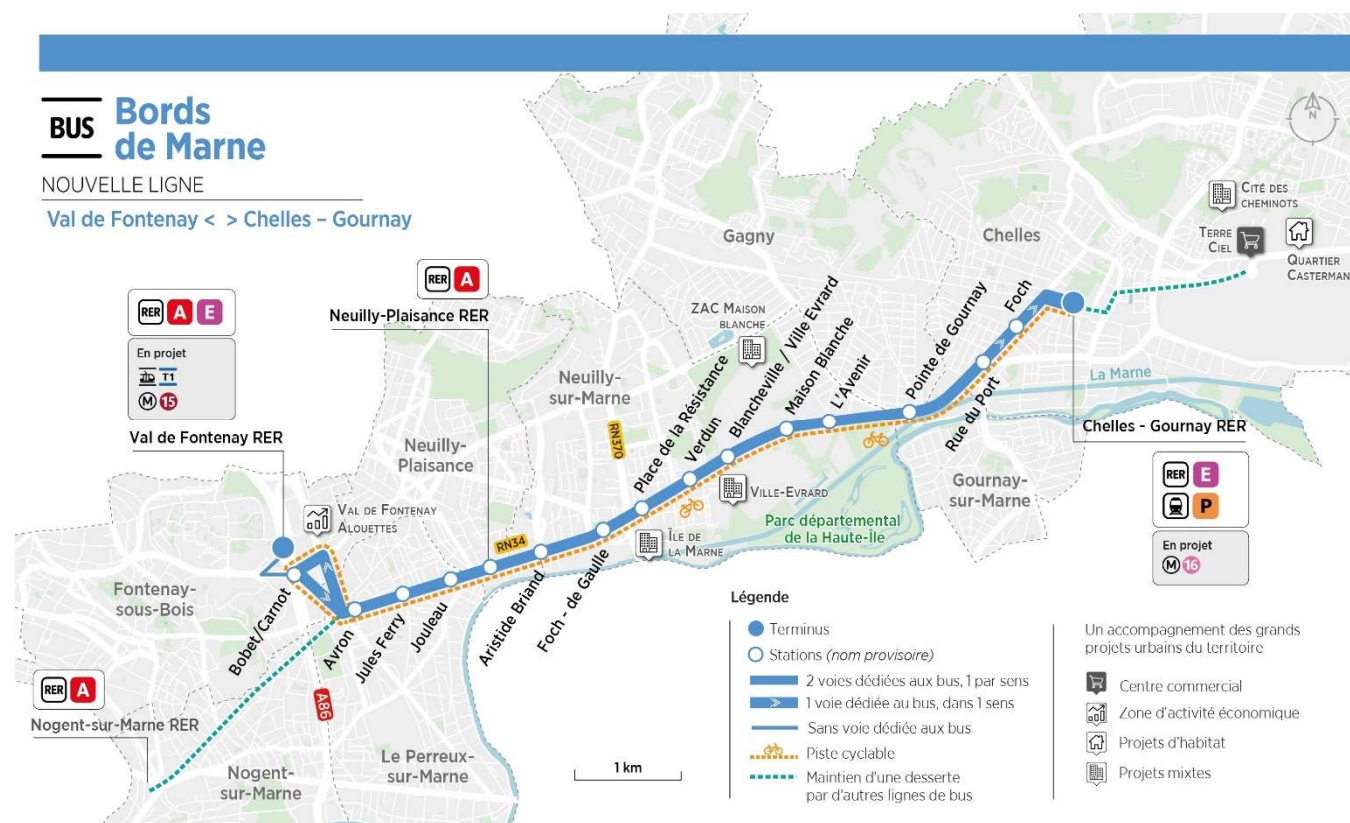 BUS
Bords
de Marne
NOUVELLE LIGNE
Val de Fontenay < > Chelles – Gournay
N
CITÉ DES
CHEMINOTS
TERRE
CIEL
QUARTIER
CASTERMAN
Gagny
Chelles
RER A
Neuilly-Plaisance RER
RER A E
En projet
T1
M 15
Val de Fontenay RER
ZAC MAISON
BLANCHE
Neuilly-
sur-Marne
Neuilly-
Plaisance
RN370
RN34
VAL DE FONTENAY
ALOUETTES
Fontenay-
sous-Bois
Bobet/Carnot
Avron
Jules Ferry
Jouleau
Aristide Briand
Foch - de Gaulle
Place de la Résistance
Verdun
Blancheville / Ville Evrard
Maison Blanche
L'Avenir
Pointe de Gournay
Rue du Port
Foch
La Marne
Chelles - Gournay RER
RER E
P
En projet
M 16
Gournay-
sur-Marne
VILLE-EVRARD
ÎLE DE
LA MARNE
Parc départemental
de la Haute-Île
A86
RER A
Nogent-sur-Marne RER
Nogent-
sur-Marne
Le Perreux-
sur-Marne
1 km
Légende
Terminus
Stations (nom provisoire)
2 voies dédiées aux bus, 1 par sens
1 voie dédiée au bus, dans 1 sens
Sans voie dédiée aux bus
Piste cyclable
Maintien d'une desserte
par d'autres lignes de bus
Un accompagnement des grands
projets urbains du territoire
Centre commercial
Zone d'activité économique
Projets d'habitat
Projets mixtes